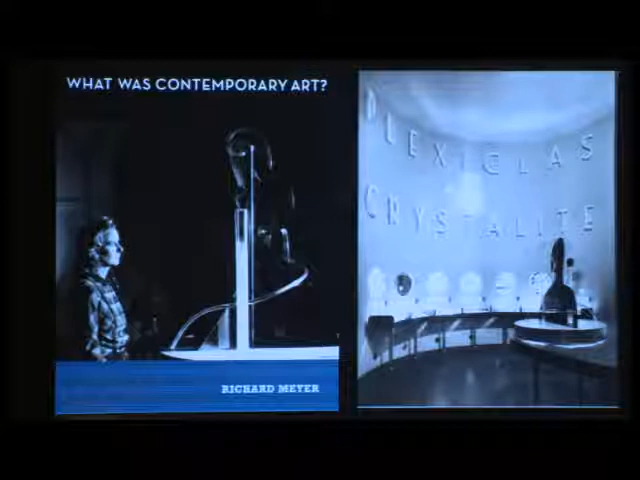 WHAT WAS CONTEMPORARY ART?
RICHARD MEYER
PLEXIGLAS
CRYSTALITE